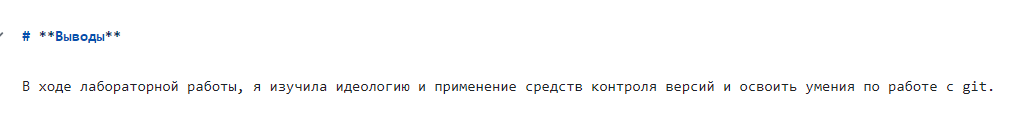 # **Выводы**
В ходе лабораторной работы, я изучила идеологию и применение средств контроля версий и освоить умения по работе с git.